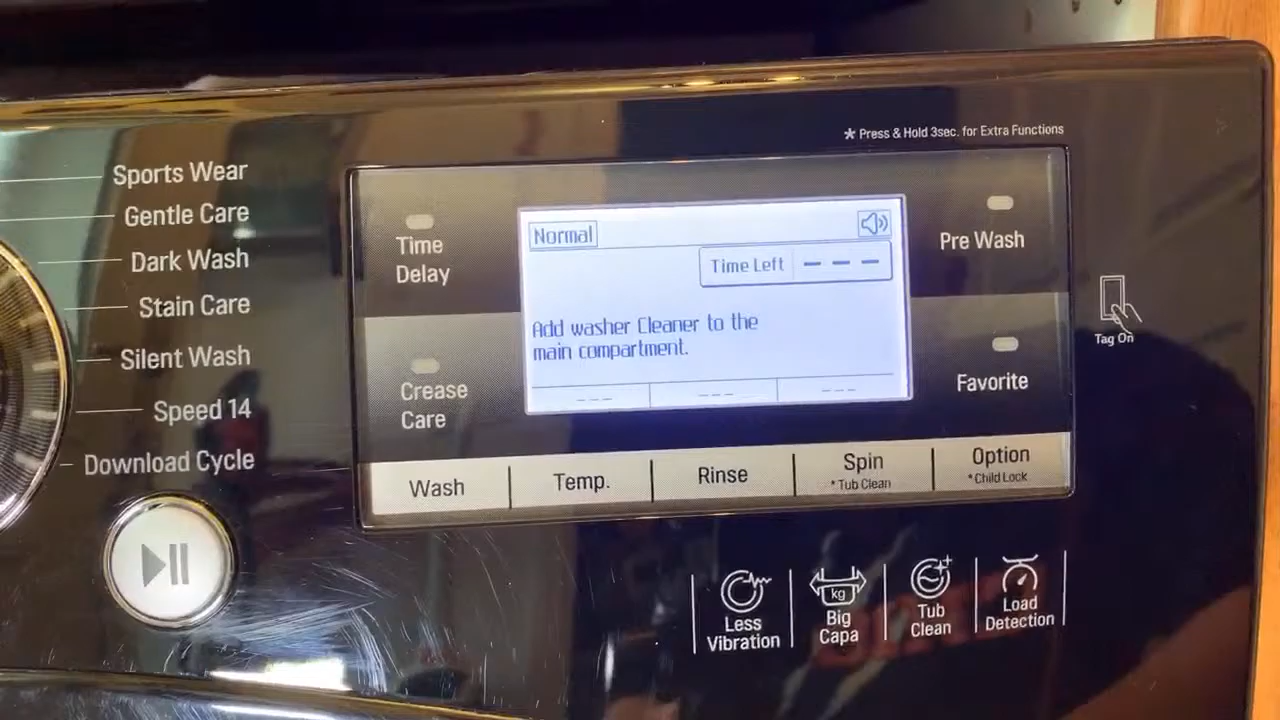 * Press & Hold 3sec. for Extra Functions
Sports Wear
Gentle Care
Dark Wash
Stain Care
Silent Wash
Speed 14
Download Cycle
Time
Delay
Crease
Care
Normal
Time Left – – –
Add washer Cleaner to the
main compartment.
--- --- ---
Pre Wash
Favorite
Tag On
Wash
Temp.
Rinse
Spin
* Tub Clean
Option
* Child Lock
Less
Vibration
kg
Big
Capa
Tub
Clean
Load
Detection